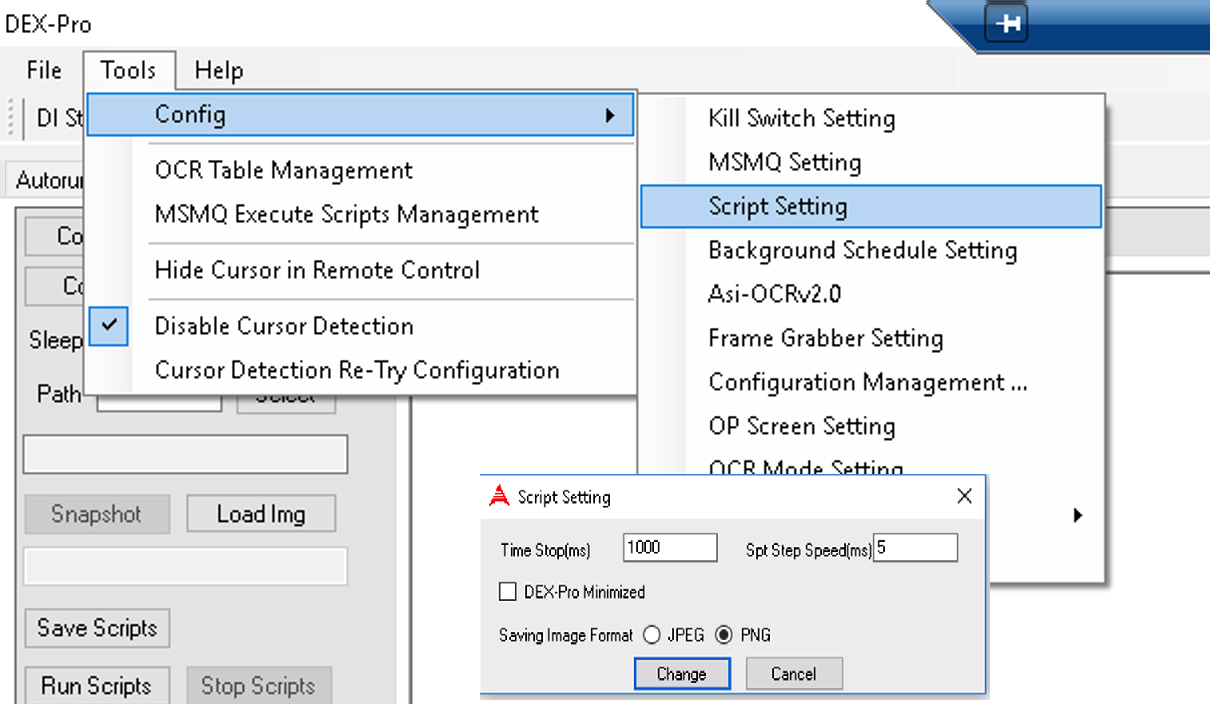 DEX-Pro
File Tools Help
DI St
Config
Kill Switch Setting
OCR Table Management
MSMQ Setting
MSMQ Execute Scripts Management
Script Setting
Hide Cursor in Remote Control
Background Schedule Setting
Disable Cursor Detection
Asi-OCRv2.0
Cursor Detection Re-Try Configuration
Frame Grabber Setting
Configuration Management ...
OP Screen Setting
OCR Mode Setting
Autorun
Co
Co
Sleep
Path
Select
Snapshot Load Img
Save Scripts
Run Scripts Stop Scripts
Script Setting
Time Stop(ms) 1000 Spt Step Speed(ms) 5
DEX-Pro Minimized
Saving Image Format JPEG PNG
Change Cancel